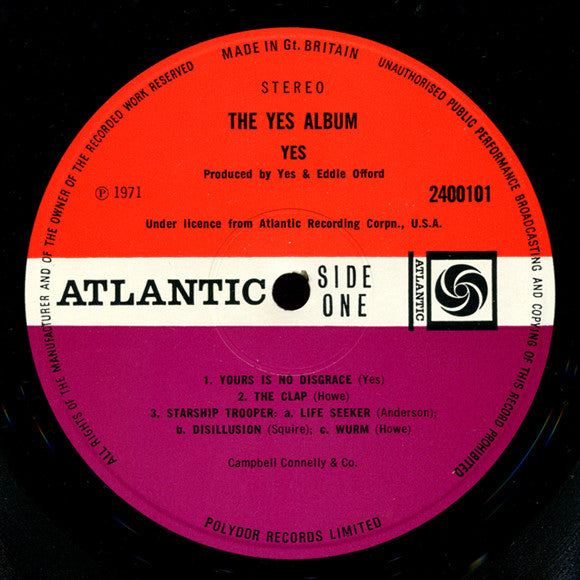 MADE IN Gt. BRITAIN
UNAUTHORISED PUBLIC PERFORMANCE BROADCASTING AND COPYING OF THIS RECORD PROHIBITED
ALL RIGHTS OF THE MANUFACTURER AND OF THE OWNER OF THE RECORDED WORK RESERVED
STEREO
THE YES ALBUM
YES
Produced by Yes & Eddie Offord
℗ 1971
2400101
Under licence from Atlantic Recording Corpn., U.S.A.
ATLANTIC
SIDE
ONE
ATLANTIC
1. YOURS IS NO DISGRACE (Yes)
2. THE CLAP (Howe)
3. STARSHIP TROOPER: a. LIFE SEEKER (Anderson);
b. DISILLUSION (Squire); c. WURM (Howe)
Campbell Connelly & Co.
POLYDOR RECORDS LIMITED